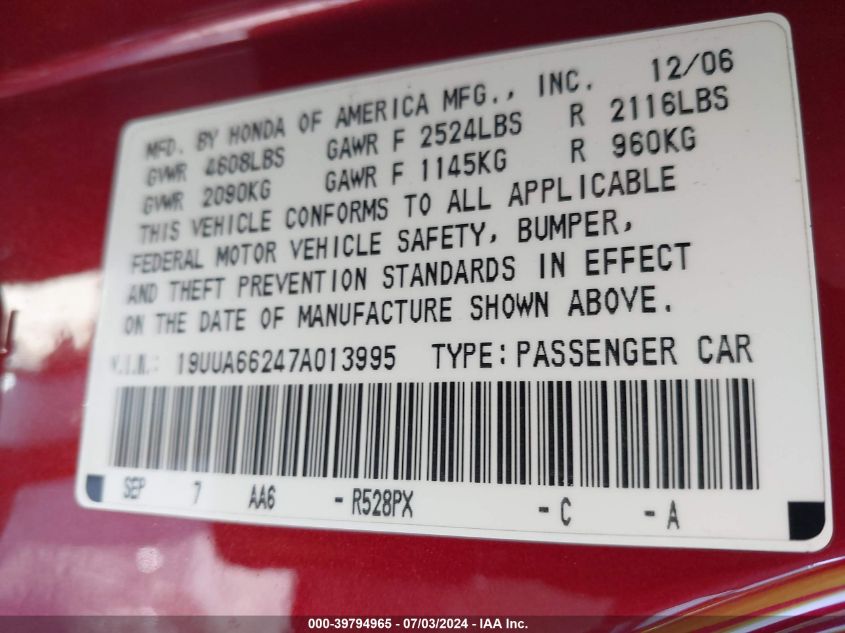 MFD. BY HONDA OF AMERICA MFG., INC. 12/06
GVWR 4608LBS GAWR F 2524LBS R 2116LBS
GVWR 2090KG GAWR F 1145KG R 960KG
THIS VEHICLE CONFORMS TO ALL APPLICABLE
FEDERAL MOTOR VEHICLE SAFETY, BUMPER,
AND THEFT PREVENTION STANDARDS IN EFFECT
ON THE DATE OF MANUFACTURE SHOWN ABOVE.
V.I.N.: 19UUA66247A013995 TYPE: PASSENGER CAR
SEP 7 AA6 - R528PX - C - A
000-39794965 - 07/03/2024 - IAA Inc.